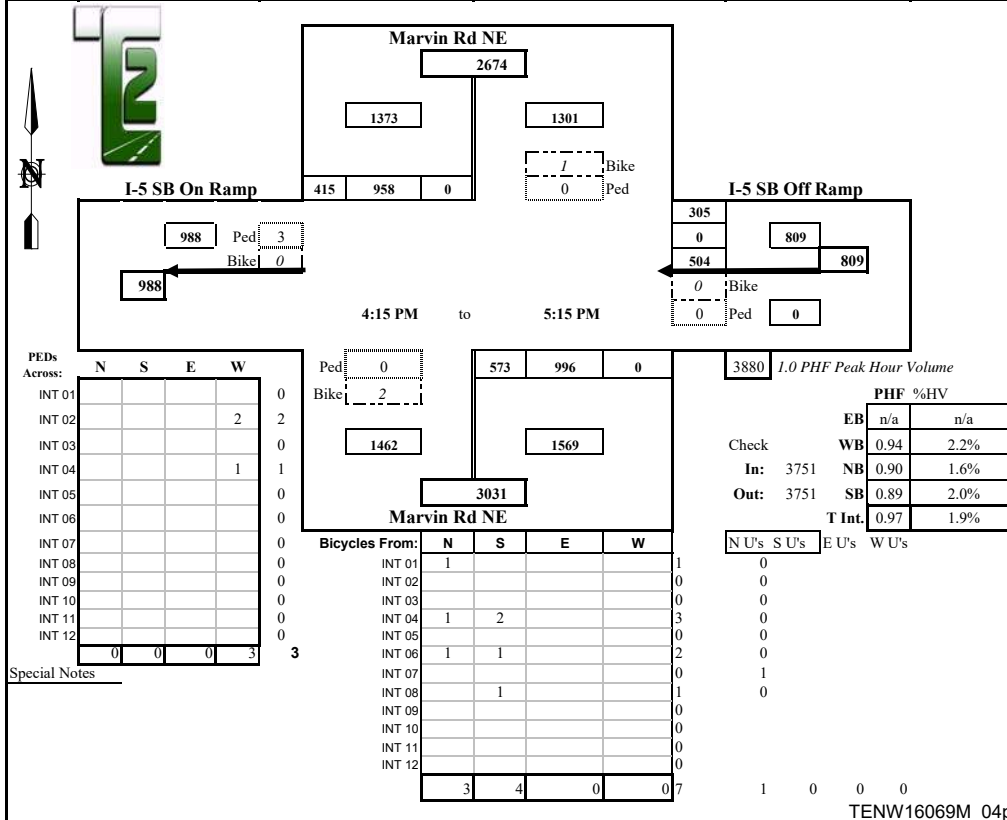 T2
Marvin Rd NE
2674
1373 1301
1 Bike
N
I-5 SB On Ramp 415 958 0 0 Ped I-5 SB Off Ramp
305
988 Ped 3 0 809
Bike 0 504 809
988 0 Bike
4:15 PM to 5:15 PM 0 Ped 0
PEDs Across: N S E W Ped 0 573 996 0 3880 1.0 PHF Peak Hour Volume
INT 01 0 Bike 2 PHF %HV
INT 02 2 2 EB n/a n/a
INT 03 0 1462 1569 Check WB 0.94 2.2%
INT 04 1 1 In: 3751 NB 0.90 1.6%
INT 05 0 3031 Out: 3751 SB 0.89 2.0%
INT 06 0 Marvin Rd NE T Int. 0.97 1.9%
INT 07 0 Bicycles From: N S E W N U's S U's E U's W U's
INT 08 0 INT 01 1 1 0
INT 09 0 INT 02 0 0
INT 10 0 INT 03 0 0
INT 11 0 INT 04 1 2 3 0
INT 12 0 INT 05 0 0
0 0 0 3 3 INT 06 1 1 2 0
Special Notes INT 07 0 1
INT 08 1 1 0
INT 09 0
INT 10 0
INT 11 0
INT 12 0
3 4 0 0 7 1 0 0 0
TENW16069M_04p